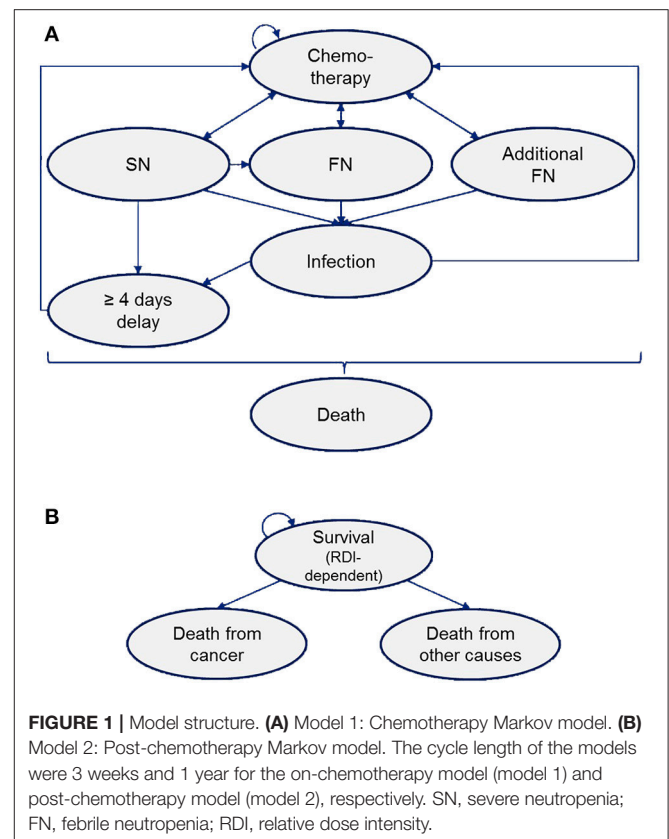 A
Chemo-
therapy
SN
FN
Additional
FN
Infection
≥ 4 days
delay
Death
B
Survival
(RDI-
dependent)
Death from
cancer
Death from
other causes
FIGURE 1 | Model structure. (A) Model 1: Chemotherapy Markov model. (B)
Model 2: Post-chemotherapy Markov model. The cycle length of the models
were 3 weeks and 1 year for the on-chemotherapy model (model 1) and
post-chemotherapy model (model 2), respectively. SN, severe neutropenia;
FN, febrile neutropenia; RDI, relative dose intensity.